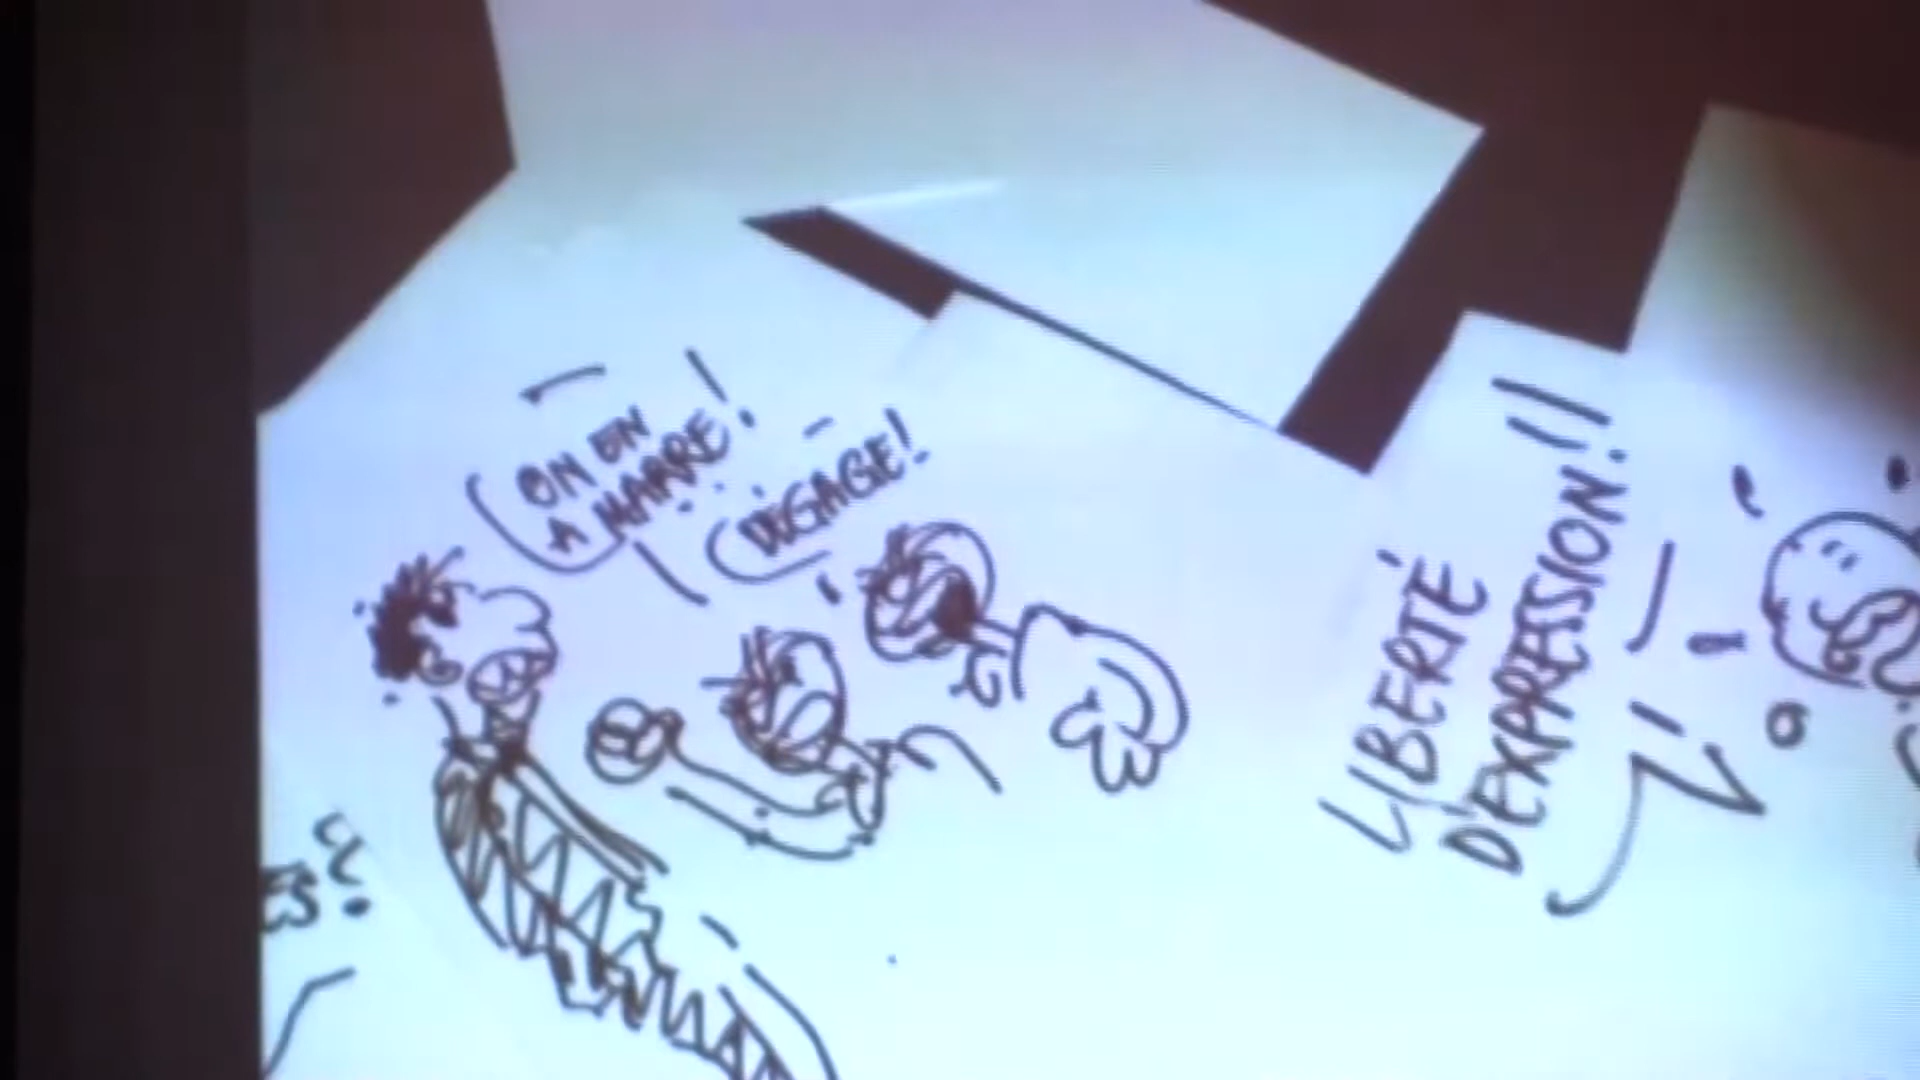 ON EN
A MARRE!
DÉGAGE!
LIBERTÉ
D'EXPRESSION!!